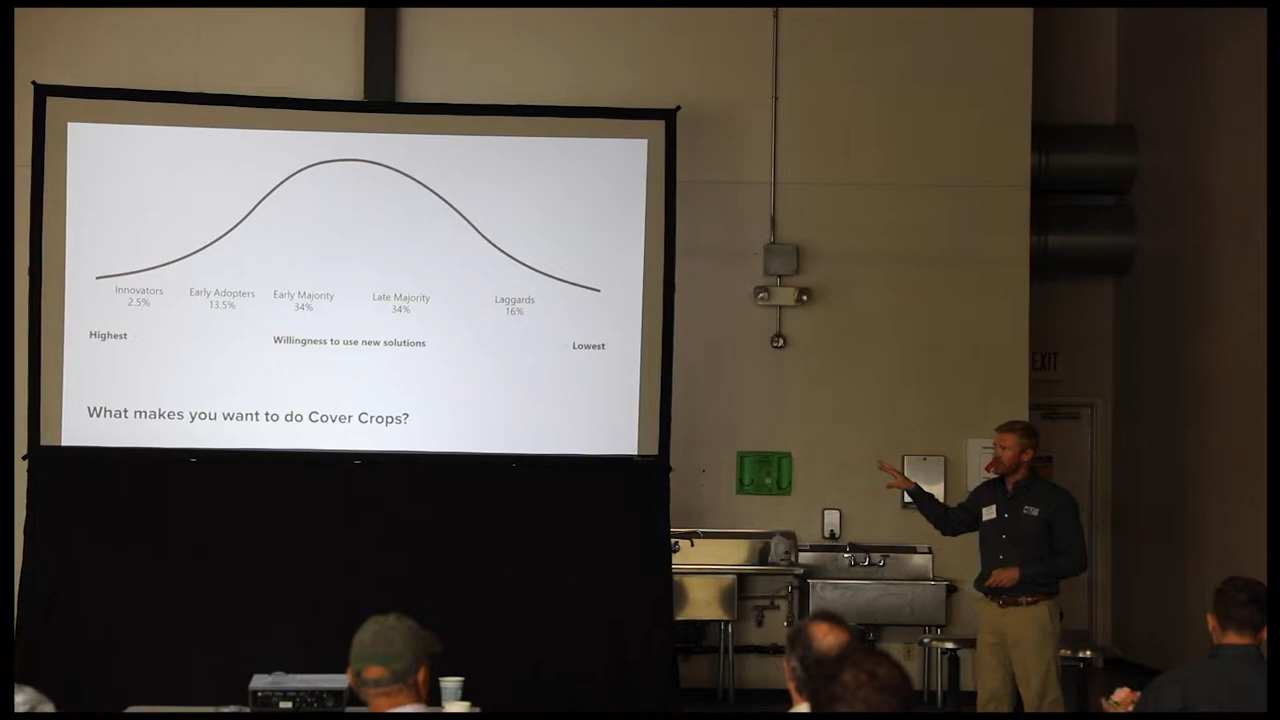 Innovators
2.5%
Early Adopters
13.5%
Early Majority
34%
Late Majority
34%
Laggards
16%
Highest
Willingness to use new solutions
Lowest
What makes you want to do Cover Crops?
EXIT